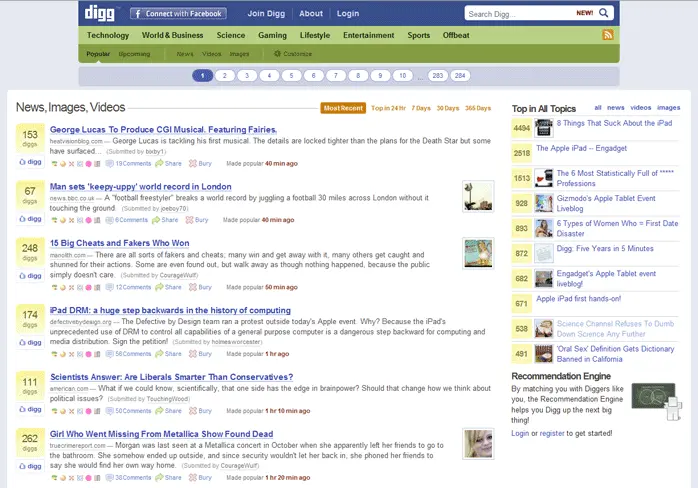 digg
Connect with Facebook
Join Digg About Login
Search Digg... NEW!
Technology World & Business Science Gaming Lifestyle Entertainment Sports Offbeat
Popular Upcoming News Videos Images Customize
1 2 3 4 5 6 7 8 9 10 ... 283 284
News, Images, Videos
Most Recent Top in 24 Hr 7 Days 30 Days 365 Days
153 diggs
digg
George Lucas To Produce CGI Musical. Featuring Fairies.
heatvisionblog.com — George Lucas is tackling his first musical. The details are locked tighter than the plans for the Death Star but some
have surfaced... (Submitted by bixby1)
19 Comments Share Bury Made popular 40 min ago
67 diggs
digg
Man sets 'keepy-uppy' world record in London
news.bbc.co.uk — A "football freestyler" breaks a world record by juggling a football 30 miles across London without it
touching the ground. (Submitted by joeboy70)
6 Comments Share Bury Made popular 40 min ago
248 diggs
digg
15 Big Cheats and Fakers Who Won
manolith.com — There are all sorts of cheats and cheats; many win and get away with it, many others get caught and
shunned for their actions. Some are even found out, but walk away as though nothing happened, because the public
simply doesn't care. (Submitted by CourageWulf)
12 Comments Share Bury Made popular 50 min ago
174 diggs
digg
iPad DRM: a huge step backwards in the history of computing
defectivebydesign.org — The Defective by Design team ran a protest outside today's Apple event. Why? Because the iPad's
unprecedented use of DRM to control all capabilities of a general purpose computer is a dangerous step backward for computing and
media distribution. Sign the petition! (Submitted by holmesworcester)
58 Comments Share Bury Made popular 1 hr ago
111 diggs
digg
Scientists Answer: Are Liberals Smarter Than Conservatives?
american.com — What if we could know, scientifically, that one side has the edge in brainpower? Should that change how we think about
political issues? (Submitted by TouchingWood)
50 Comments Share Bury Made popular 1 hr 10 min ago
262 diggs
digg
Girl Who Went Missing From Metallica Show Found Dead
truecrimereport.com — Morgan was last seen at a Metallica concert in October when she apparently left her friends to go to
the bathroom. She somehow ended up outside, and since security wouldn't let her back in, she phoned her friends to
say she would find her own way home. (Submitted by CourageWulf)
38 Comments Share Bury Made popular 1 hr 20 min ago
Top in All Topics all news videos images
4494 8 Things That Suck About the iPad
2518 The Apple iPad -- Engadget
1513 The 6 Most Statistically Full of *****
Professions
928 Gizmodo's Apple Tablet Event
Liveblog
893 6 Types of Women Who = First Date
Disaster
872 Digg: Five Years in 5 Minutes
682 Engadget's Apple Tablet event
liveblog!
671 Apple iPad first hands-on!
538 Science Channel Refuses To Dumb
Down Science Any Further
491 'Oral Sex' Definition Gets Dictionary
Banned in California
Recommendation Engine
By matching you with Diggers like
you, the Recommendation Engine
helps you Digg up the next big
thing!
Login or register to get started!